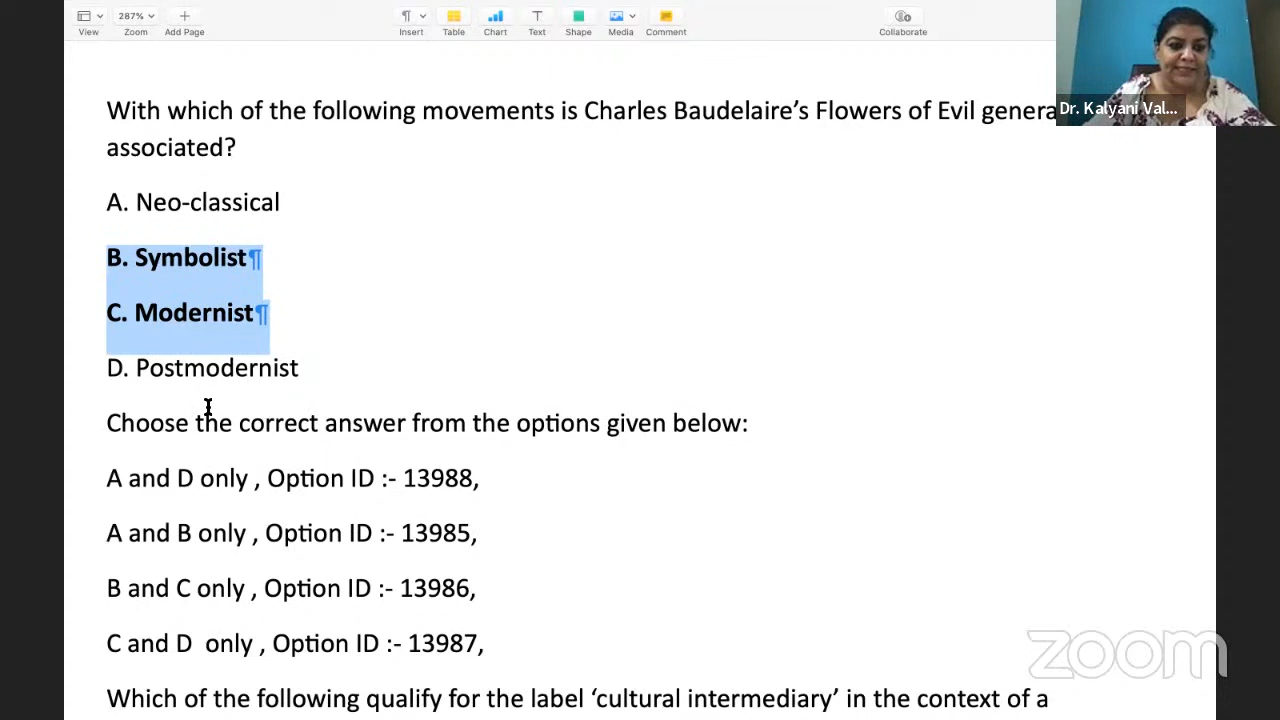 View
287%
Zoom
Add Page
Insert
Table
Chart
Text
Shape
Media
Comment
Collaborate
Dr. Kalyani Val...
With which of the following movements is Charles Baudelaire’s Flowers of Evil genera
associated?
A. Neo-classical
B. Symbolist¶
C. Modernist¶
D. Postmodernist
Choose the correct answer from the options given below:
A and D only , Option ID :- 13988,
A and B only , Option ID :- 13985,
B and C only , Option ID :- 13986,
C and D  only , Option ID :- 13987,
Which of the following qualify for the label ‘cultural intermediary’ in the context of a
zoom